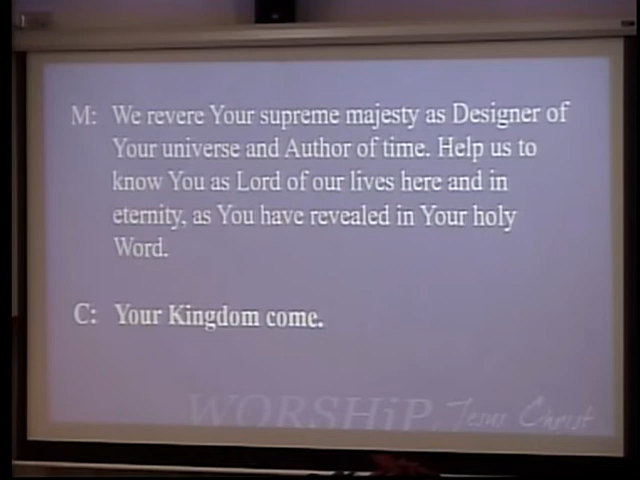 M: We revere Your supreme majesty as Designer of
Your universe and Author of time. Help us to
know You as Lord of our lives here and in
eternity, as You have revealed in Your holy
Word.
C: Your Kingdom come.
WORSHiP Jesus Christ